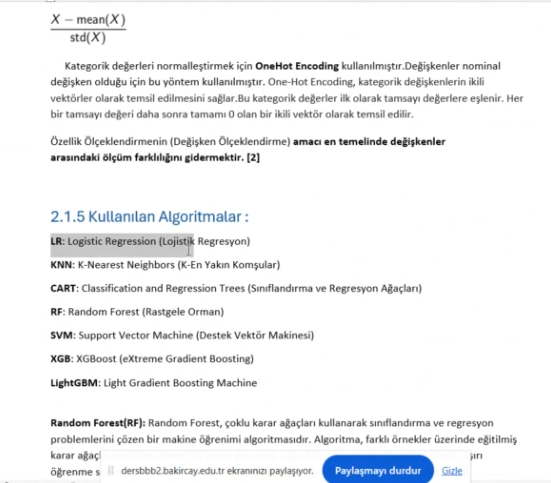 X − mean(X)
std(X)
Kategorik değerleri normalleştirmek için OneHot Encoding kullanılmıştır.Değişkenler nominal
değişken olduğu için bu yöntem kullanılmıştır. One-Hot Encoding, kategorik değişkenlerin ikili
vektörler olarak temsil edilmesini sağlar.Bu kategorik değerler ilk olarak tamsayı değerlere eşlenir. Her
bir tamsayı değeri daha sonra tamamı 0 olan bir ikili vektör olarak temsil edilir.
Özellik Ölçeklendirmenin (Değişken Ölçeklendirme) amacı en temelinde değişkenler
arasındaki ölçüm farklılığını gidermektir. [2]
2.1.5 Kullanılan Algoritmalar :
LR: Logistic Regression (Lojistik Regresyon)
KNN: K-Nearest Neighbors (K-En Yakın Komşular)
CART: Classification and Regression Trees (Sınıflandırma ve Regresyon Ağaçları)
RF: Random Forest (Rastgele Orman)
SVM: Support Vector Machine (Destek Vektör Makinesi)
XGB: XGBoost (eXtreme Gradient Boosting)
LightGBM: Light Gradient Boosting Machine
Random Forest(RF): Random Forest, çoklu karar ağaçları kullanarak sınıflandırma ve regresyon
problemlerini çözen bir makine öğrenimi algoritmasıdır. Algoritma, farklı örnekler üzerinde eğitilmiş
karar
öğrenme
dersbbb2.bakircay.edu.tr ekranınızı paylaşıyor. Paylaşmayı durdur Gizle